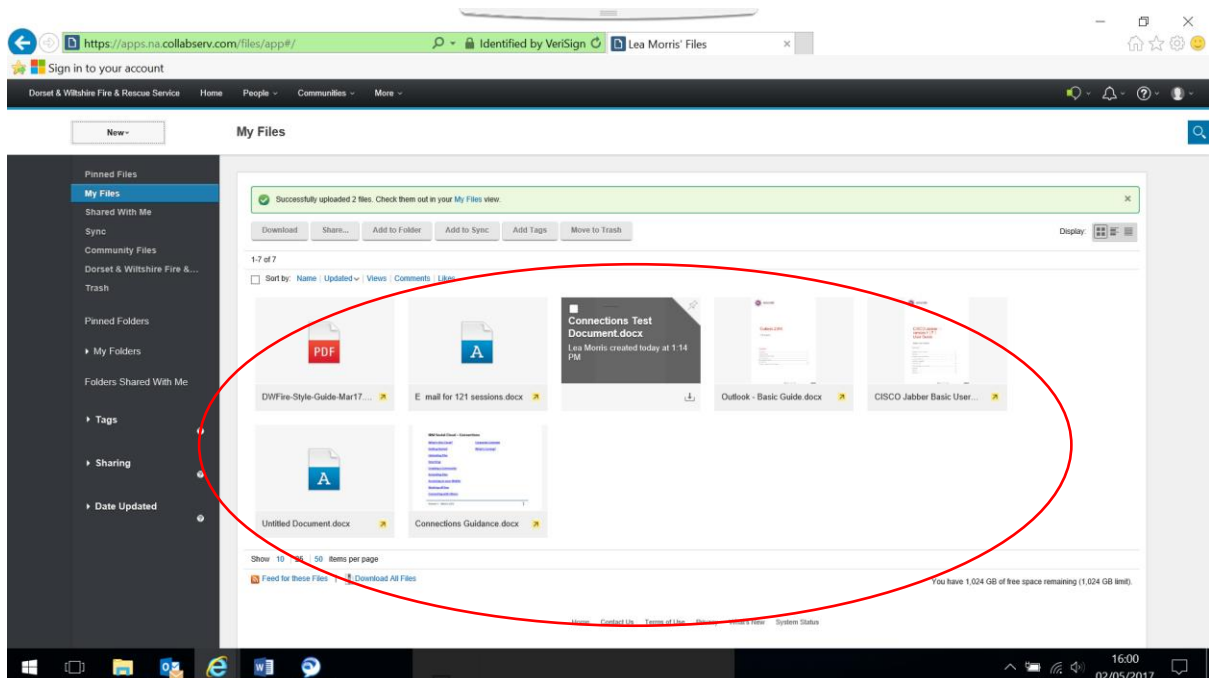 https://apps.na.collabserv.com/files/app#/
Identified by VeriSign
Lea Morris' Files
Sign in to your account
Dorset & Wiltshire Fire & Rescue Service Home People Communities More
New
My Files
Pinned Files
My Files
Shared With Me
Sync
Community Files
Dorset & Wiltshire Fire &...
Trash
Pinned Folders
My Folders
Folders Shared With Me
Tags
Sharing
Date Updated
Successfully uploaded 2 files. Check them out in your My Files view.
Download Share... Add to Folder Add to Sync Add Tags Move to Trash
Display:
1-7 of 7
Sort by: Name Updated Views Comments Likes
PDF
DWFire-Style-Guide-Mar17....
A
E mail for 121 sessions.docx
Connections Test
Document.docx
Lea Morris created today at 1:14
PM
Outlook - Basic Guide.docx
CISCO Jabber Basic User...
A
Untitled Document.docx
Connections Guidance.docx
Show 10 25 50 items per page
Feed for these Files Download All Files
You have 1,024 GB of free space remaining (1,024 GB limit).
Home Contact Us Terms of Use Privacy What's New System Status
16:00
02/05/2017